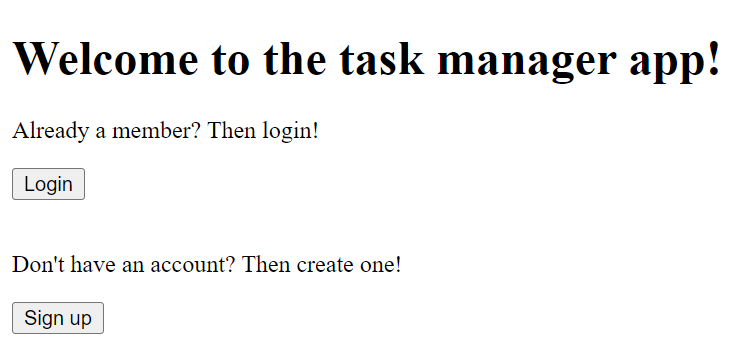 Welcome to the task manager app!
Already a member? Then login!
Login
Don't have an account? Then create one!
Sign up